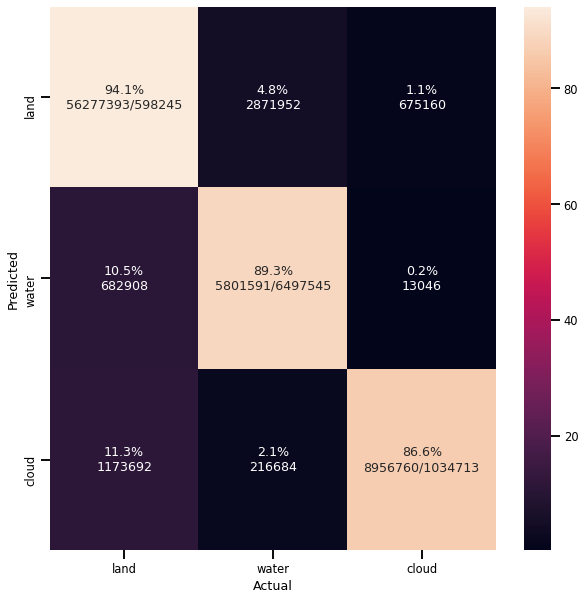 94.1%
56277393/598245
4.8%
2871952
1.1%
675160
land
10.5%
682908
89.3%
5801591/6497545
0.2%
13046
water
Predicted
11.3%
1173692
2.1%
216684
86.6%
8956760/1034713
cloud
land
water
cloud
Actual
80
60
40
20